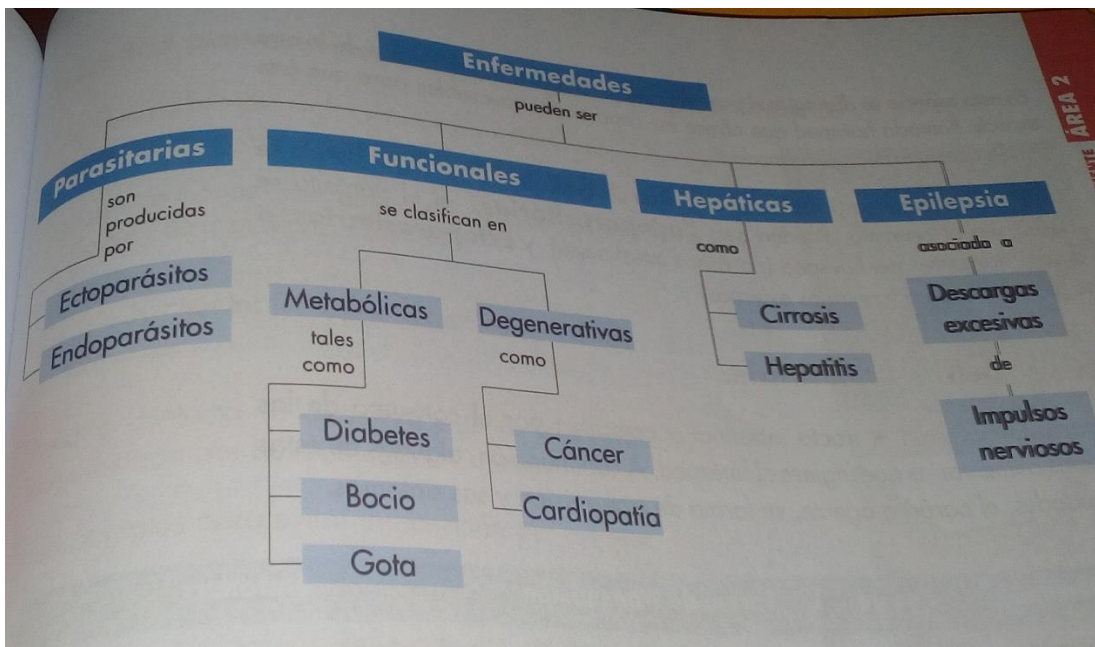 Enfermedades
pueden ser
Parasitarias
son
producidas
por
Ectoparásitos
Endoparásitos
Funcionales
se clasifican en
Metabólicas
tales
como
Diabetes
Bocio
Gota
Degenerativas
como
Cáncer
Cardiopatía
Hepáticas
como
Cirrosis
Hepatitis
Epilepsia
asociada a
Descargas
excesivas
de
Impulsos
nerviosos
ÁREA 2